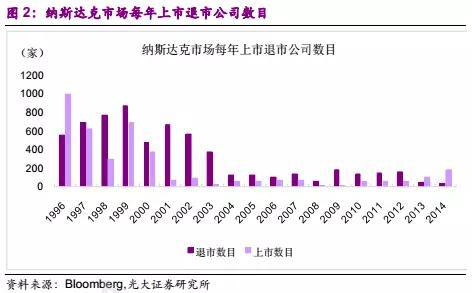 图 2：纳斯达克市场每年上市退市公司数目
纳斯达克市场每年上市退市公司数目
（家）
1200
1000
800
600
400
200
0
1996 1997 1998 1999 2000 2001 2002 2003 2004 2005 2006 2007 2008 2009 2010 2011 2012 2013 2014
退市数目 上市数目
资料来源：Bloomberg,光大证券研究所